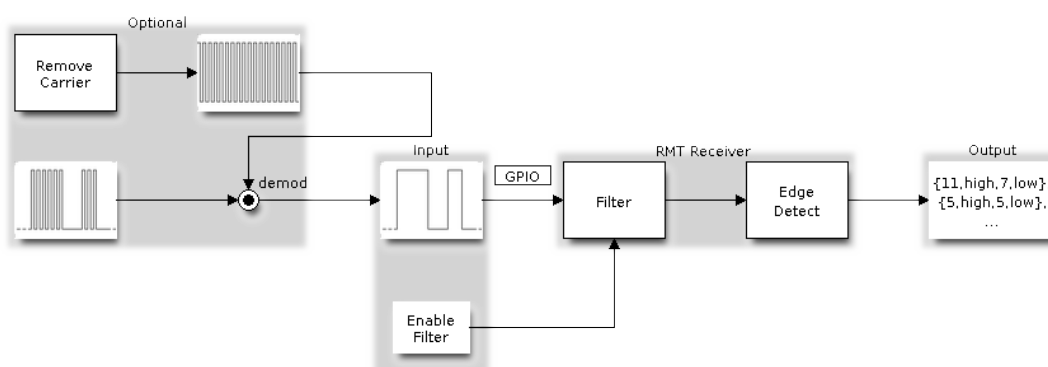 Optional
Remove
Carrier
demod
Input
Enable
Filter
GPIO
RMT Receiver
Filter
Edge
Detect
Output
{11,high,7,low},
{5,high,5,low},
...